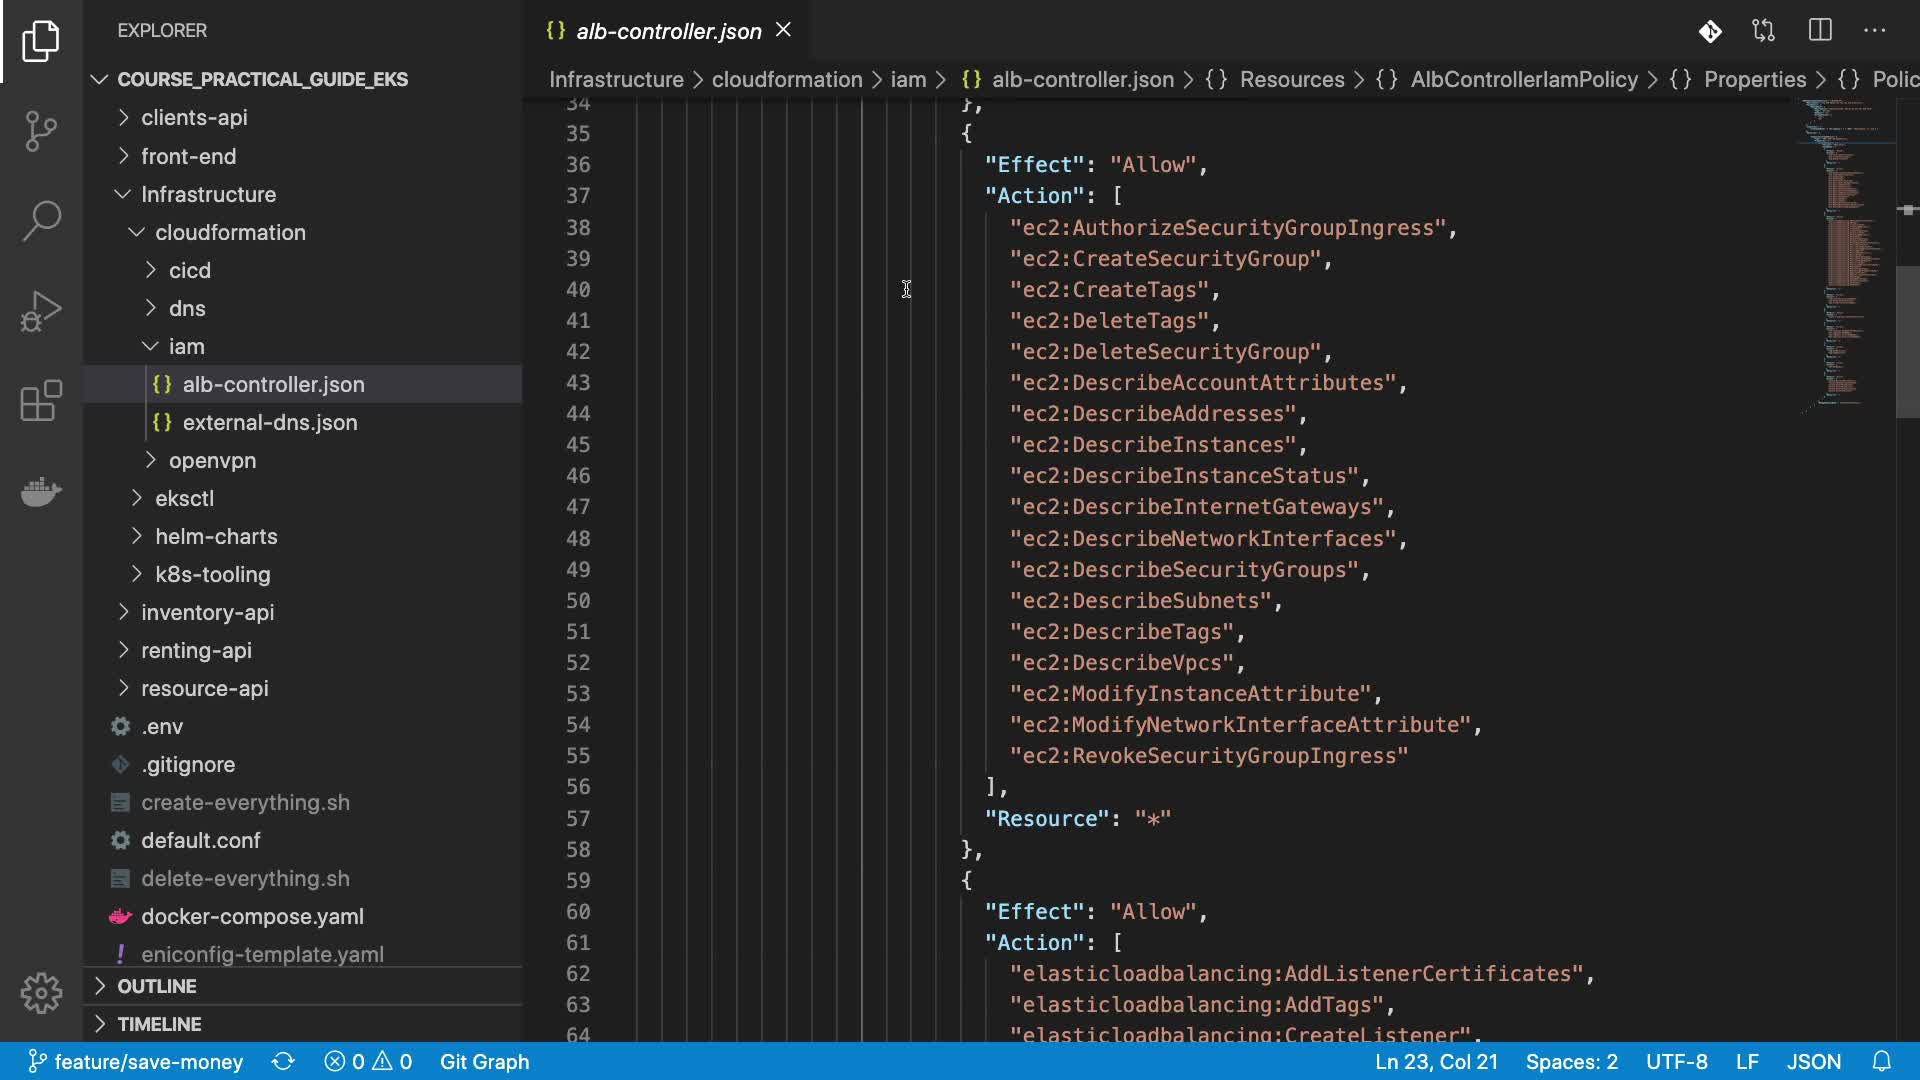 EXPLORER
COURSE_PRACTICAL_GUIDE_EKS
clients-api
front-end
Infrastructure
cloudformation
cicd
dns
iam
{} alb-controller.json
{} external-dns.json
openvpn
eksctl
helm-charts
k8s-tooling
inventory-api
renting-api
resource-api
.env
.gitignore
create-everything.sh
default.conf
delete-everything.sh
docker-compose.yaml
! eniconfig-template.yaml
OUTLINE
TIMELINE
{} alb-controller.json
Infrastructure > cloudformation > iam > {} alb-controller.json > {} Resources > {} AlbControllerIamPolicy > {} Properties > {} Polic
34 },
35 {
36 "Effect": "Allow",
37 "Action": [
38 "ec2:AuthorizeSecurityGroupIngress",
39 "ec2:CreateSecurityGroup",
40 "ec2:CreateTags",
41 "ec2:DeleteTags",
42 "ec2:DeleteSecurityGroup",
43 "ec2:DescribeAccountAttributes",
44 "ec2:DescribeAddresses",
45 "ec2:DescribeInstances",
46 "ec2:DescribeInstanceStatus",
47 "ec2:DescribeInternetGateways",
48 "ec2:DescribeNetworkInterfaces",
49 "ec2:DescribeSecurityGroups",
50 "ec2:DescribeSubnets",
51 "ec2:DescribeTags",
52 "ec2:DescribeVpcs",
53 "ec2:ModifyInstanceAttribute",
54 "ec2:ModifyNetworkInterfaceAttribute",
55 "ec2:RevokeSecurityGroupIngress"
56 ],
57 "Resource": "*"
58 },
59 {
60 "Effect": "Allow",
61 "Action": [
62 "elasticloadbalancing:AddListenerCertificates",
63 "elasticloadbalancing:AddTags",
64 "elasticloadbalancing:CreateListener",
feature/save-money 0 0 Git Graph Ln 23, Col 21 Spaces: 2 UTF-8 LF JSON